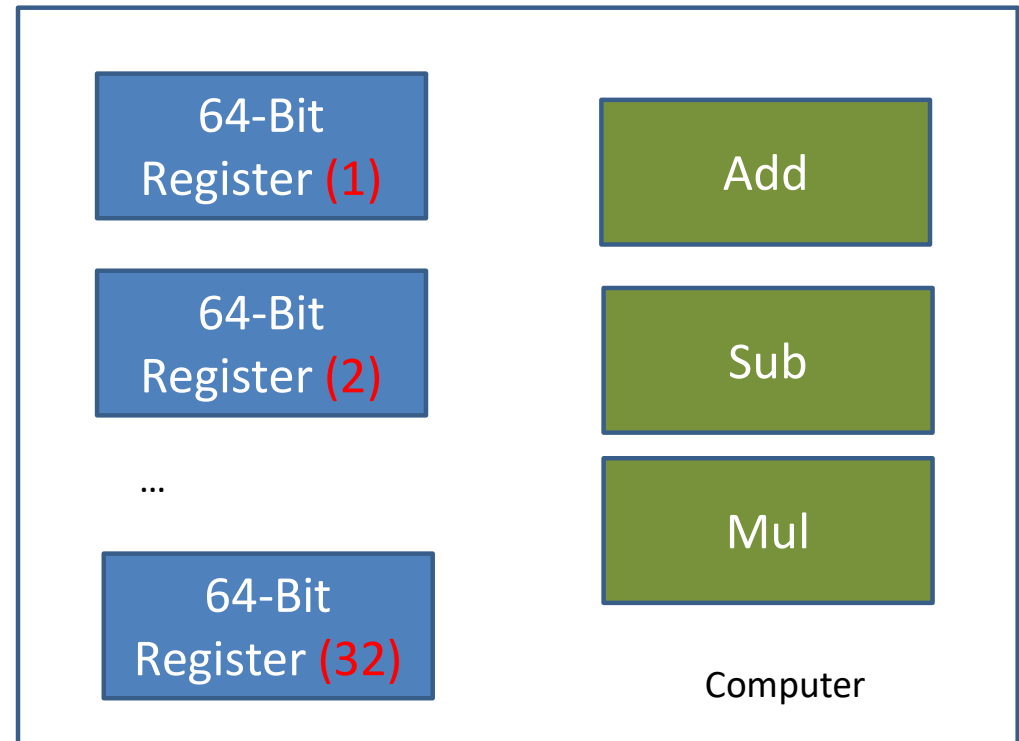 64-Bit
Register (1)
64-Bit
Register (2)
…
64-Bit
Register (32)
Add
Sub
Mul
Computer